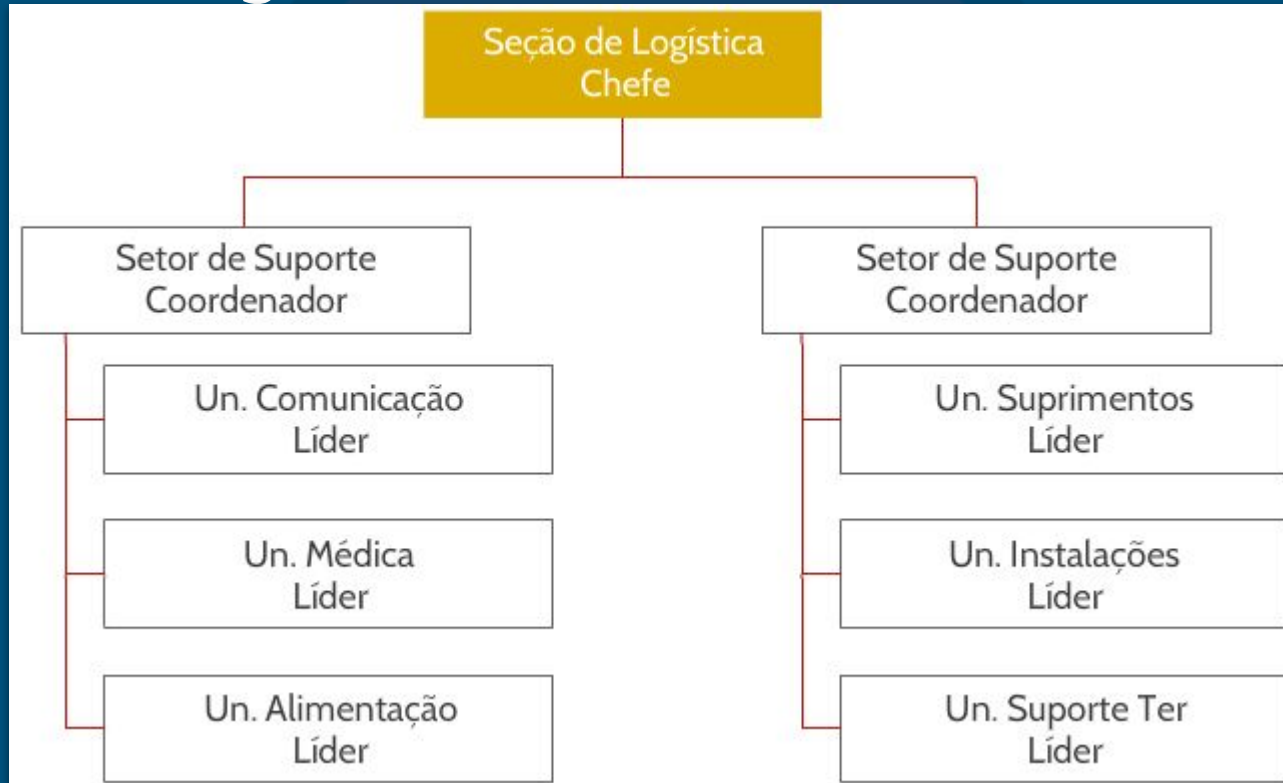 Seção de Logística
Chefe
Setor de Suporte
Coordenador
Un. Comunicação
Líder
Un. Médica
Líder
Un. Alimentação
Líder
Setor de Suporte
Coordenador
Un. Suprimentos
Líder
Un. Instalações
Líder
Un. Suporte Ter
Líder